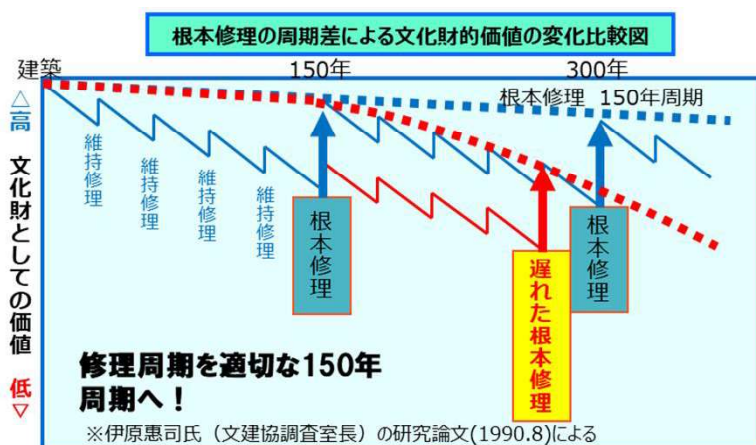 根本修理の周期差による文化財的価値の変化比較図
建築
150年
300年
根本修理 150年周期
△高 文化財としての価値 低▽
維持修理
維持修理
維持修理
維持修理
根本修理
遅れた根本修理
根本修理
修理周期を適切な150年
周期へ！
※伊原惠司氏（文建協調査室長）の研究論文(1990.8)による